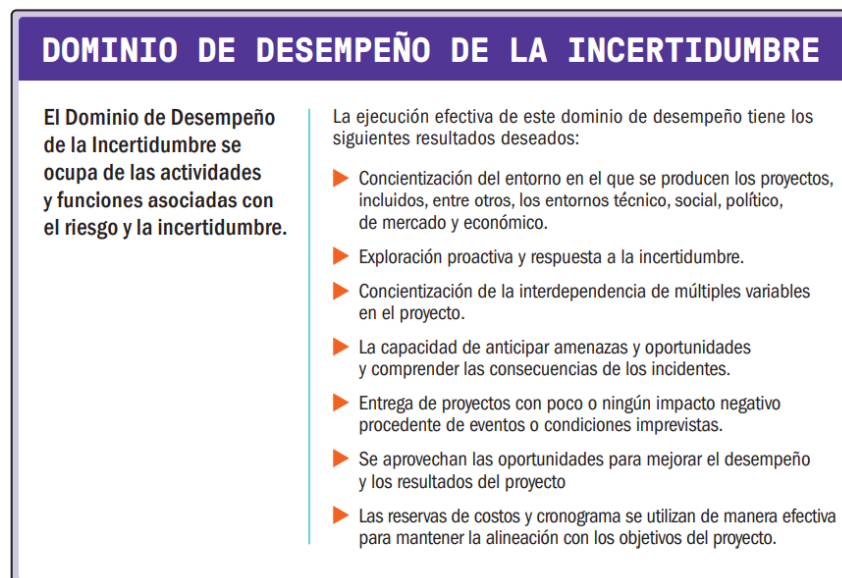 DOMINIO DE DESEMPEÑO DE LA INCERTIDUMBRE
El Dominio de Desempeño
de la Incertidumbre se
ocupa de las actividades
y funciones asociadas con
el riesgo y la incertidumbre.
La ejecución efectiva de este dominio de desempeño tiene los
siguientes resultados deseados:
Concientización del entorno en el que se producen los proyectos,
incluidos, entre otros, los entornos técnico, social, político,
de mercado y económico.
Exploración proactiva y respuesta a la incertidumbre.
Concientización de la interdependencia de múltiples variables
en el proyecto.
La capacidad de anticipar amenazas y oportunidades
y comprender las consecuencias de los incidentes.
Entrega de proyectos con poco o ningún impacto negativo
procedente de eventos o condiciones imprevistas.
Se aprovechan las oportunidades para mejorar el desempeño
y los resultados del proyecto
Las reservas de costos y cronograma se utilizan de manera efectiva
para mantener la alineación con los objetivos del proyecto.